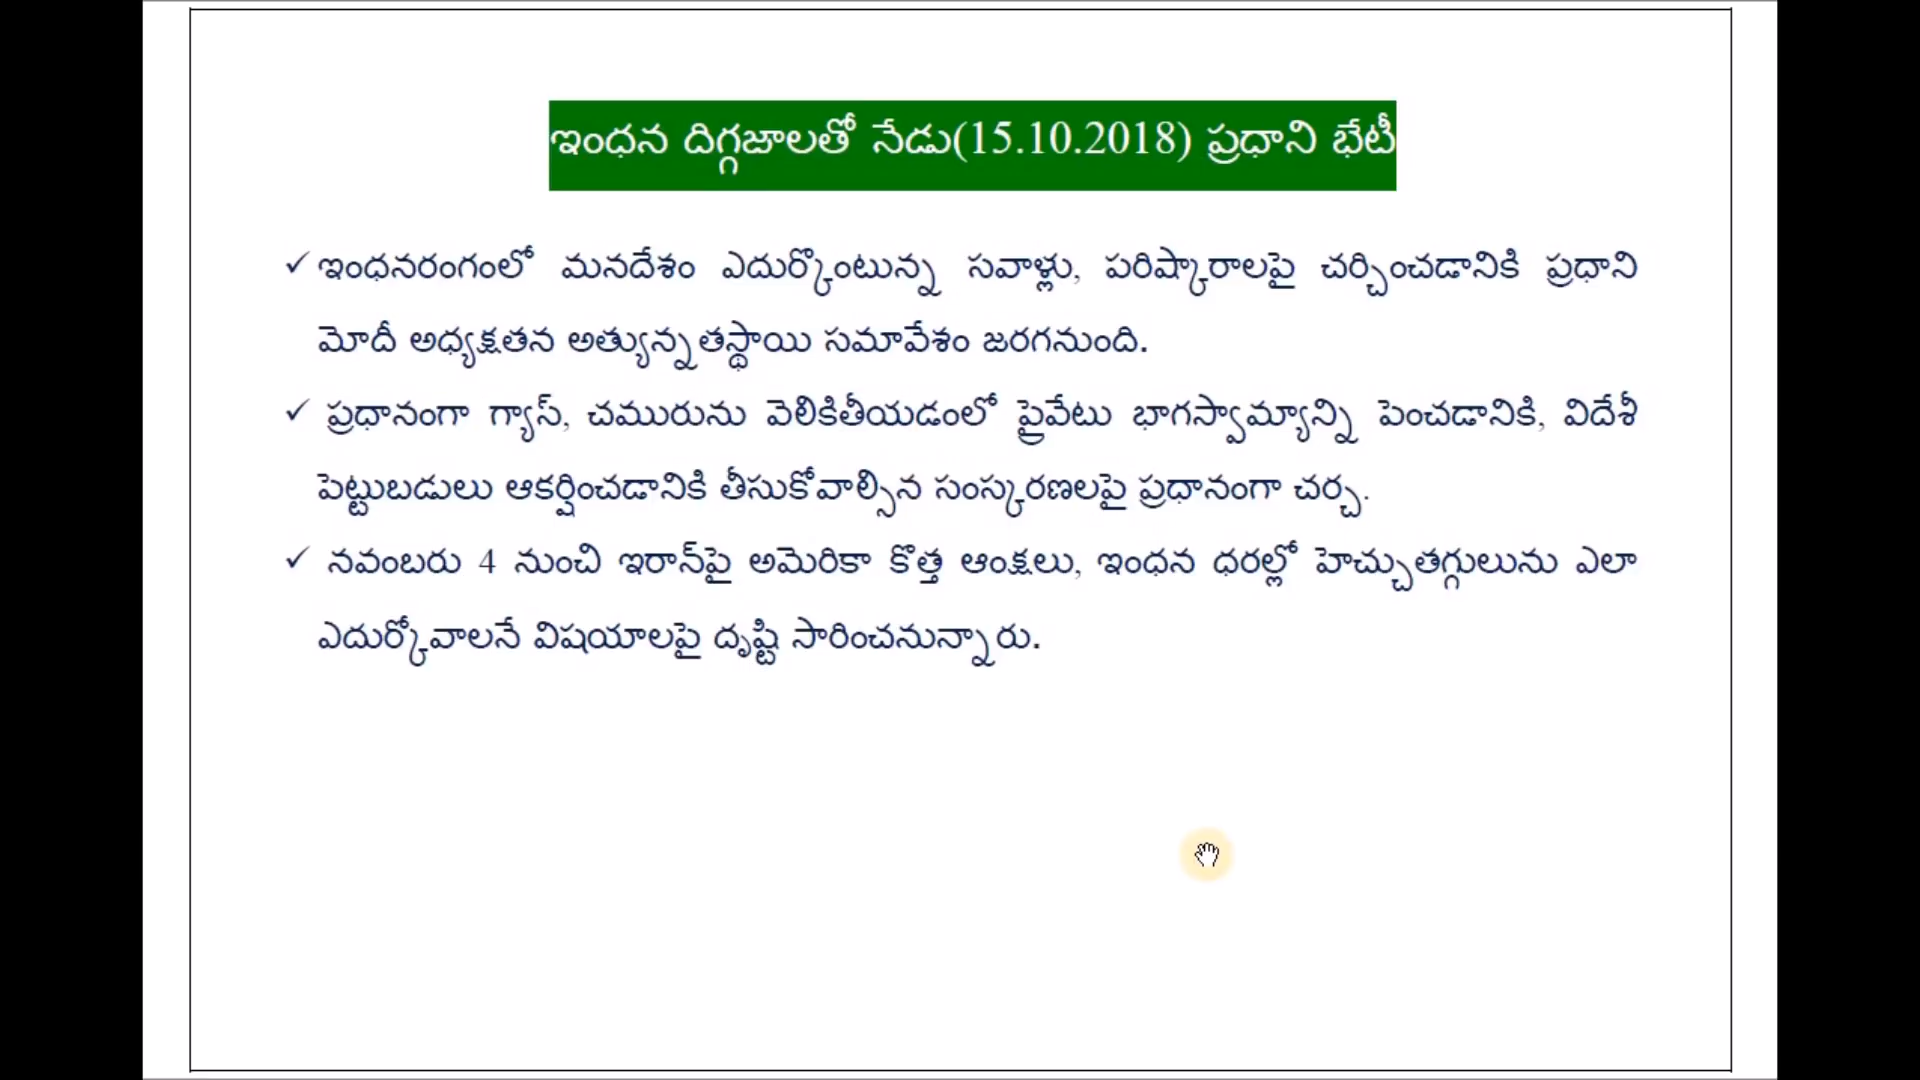 ఇంధన దిగ్గజాలతో నేడు(15.10.2018) ప్రధాని భేటీ
✓ ఇంధనరంగంలో మనదేశం ఎదుర్కొంటున్న సవాళ్లు, పరిష్కారాలపై చర్చించడానికి ప్రధాని
మోదీ అధ్యక్షతన అత్యున్నతస్థాయి సమావేశం జరగనుంది.
✓ ప్రధానంగా గ్యాస్, చమురును వెలికితీయడంలో ప్రైవేటు భాగస్వామ్యాన్ని పెంచడానికి, విదేశీ
పెట్టుబడులు ఆకర్షించడానికి తీసుకోవాల్సిన సంస్కరణలపై ప్రధానంగా చర్చ.
✓ నవంబరు 4 నుంచి ఇరాన్‌పై అమెరికా కొత్త ఆంక్షలు, ఇంధన ధరల్లో హెచ్చుతగ్గులును ఎలా
ఎదుర్కోవాలనే విషయాలపై దృష్టి సారించనున్నారు.